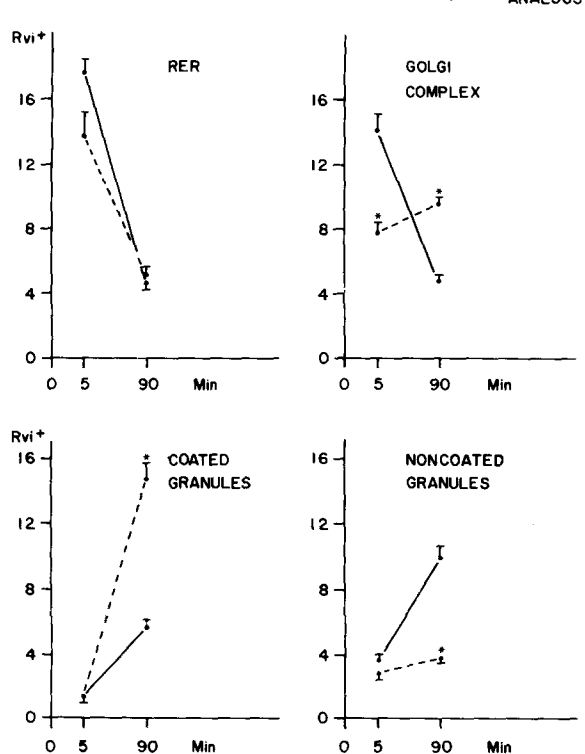 ANALOGS
Rvi+
RER
16
12
8
4
0
0 5 90 Min
GOLGI
COMPLEX
16
12
8
*
*
4
0
0 5 90 Min
Rvi+
COATED
GRANULES
*
16
12
8
4
0
0 5 90 Min
NONCOATED
GRANULES
16
12
8
4
*
0
0 5 90 Min